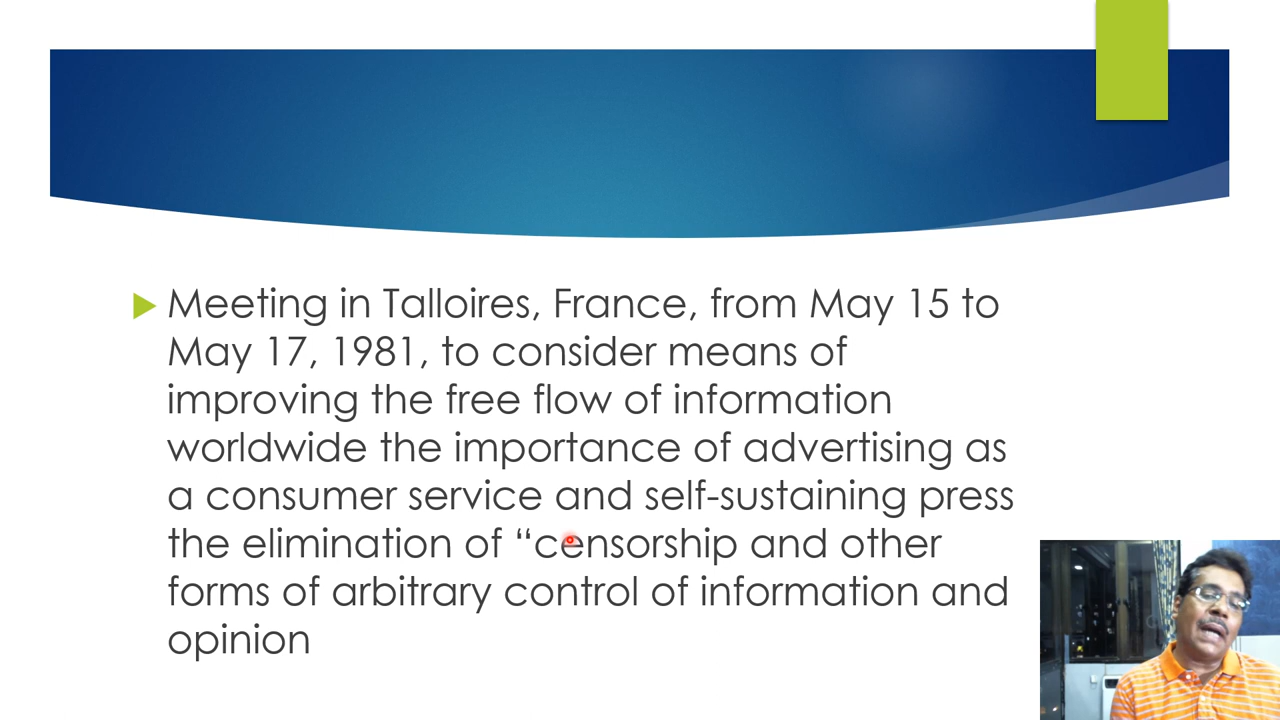 Meeting in Talloires, France, from May 15 to
May 17, 1981, to consider means of
improving the free flow of information
worldwide the importance of advertising as
a consumer service and self-sustaining press
the elimination of “censorship and other
forms of arbitrary control of information and
opinion